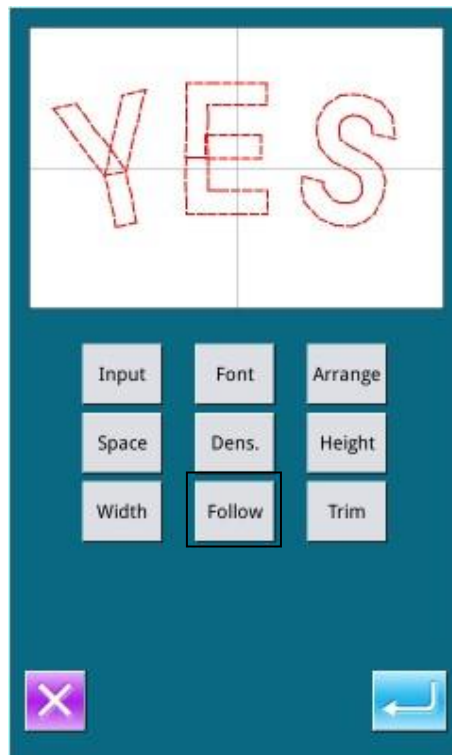 YES
Input Font Arrange
Space Dens. Height
Width Follow Trim